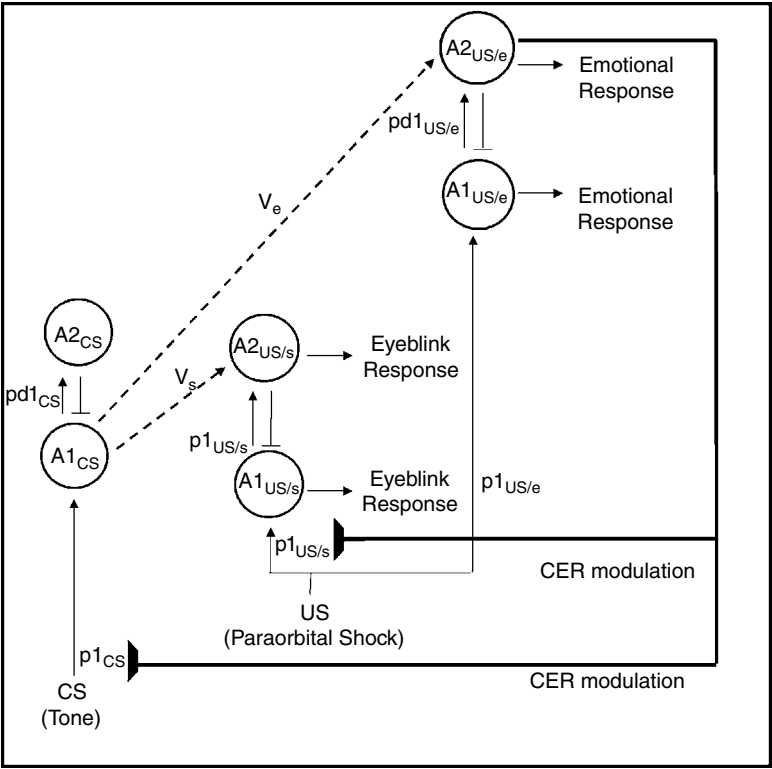 A2US/e
Emotional
Response
pd1US/e
A1US/e
Emotional
Response
Ve
A2CS
A2US/s
Eyeblink
Response
Vs
pd1CS
p1US/s
A1CS
A1US/s
Eyeblink
Response
p1US/e
p1US/s
CER modulation
US
(Paraorbital Shock)
p1CS
CER modulation
CS
(Tone)